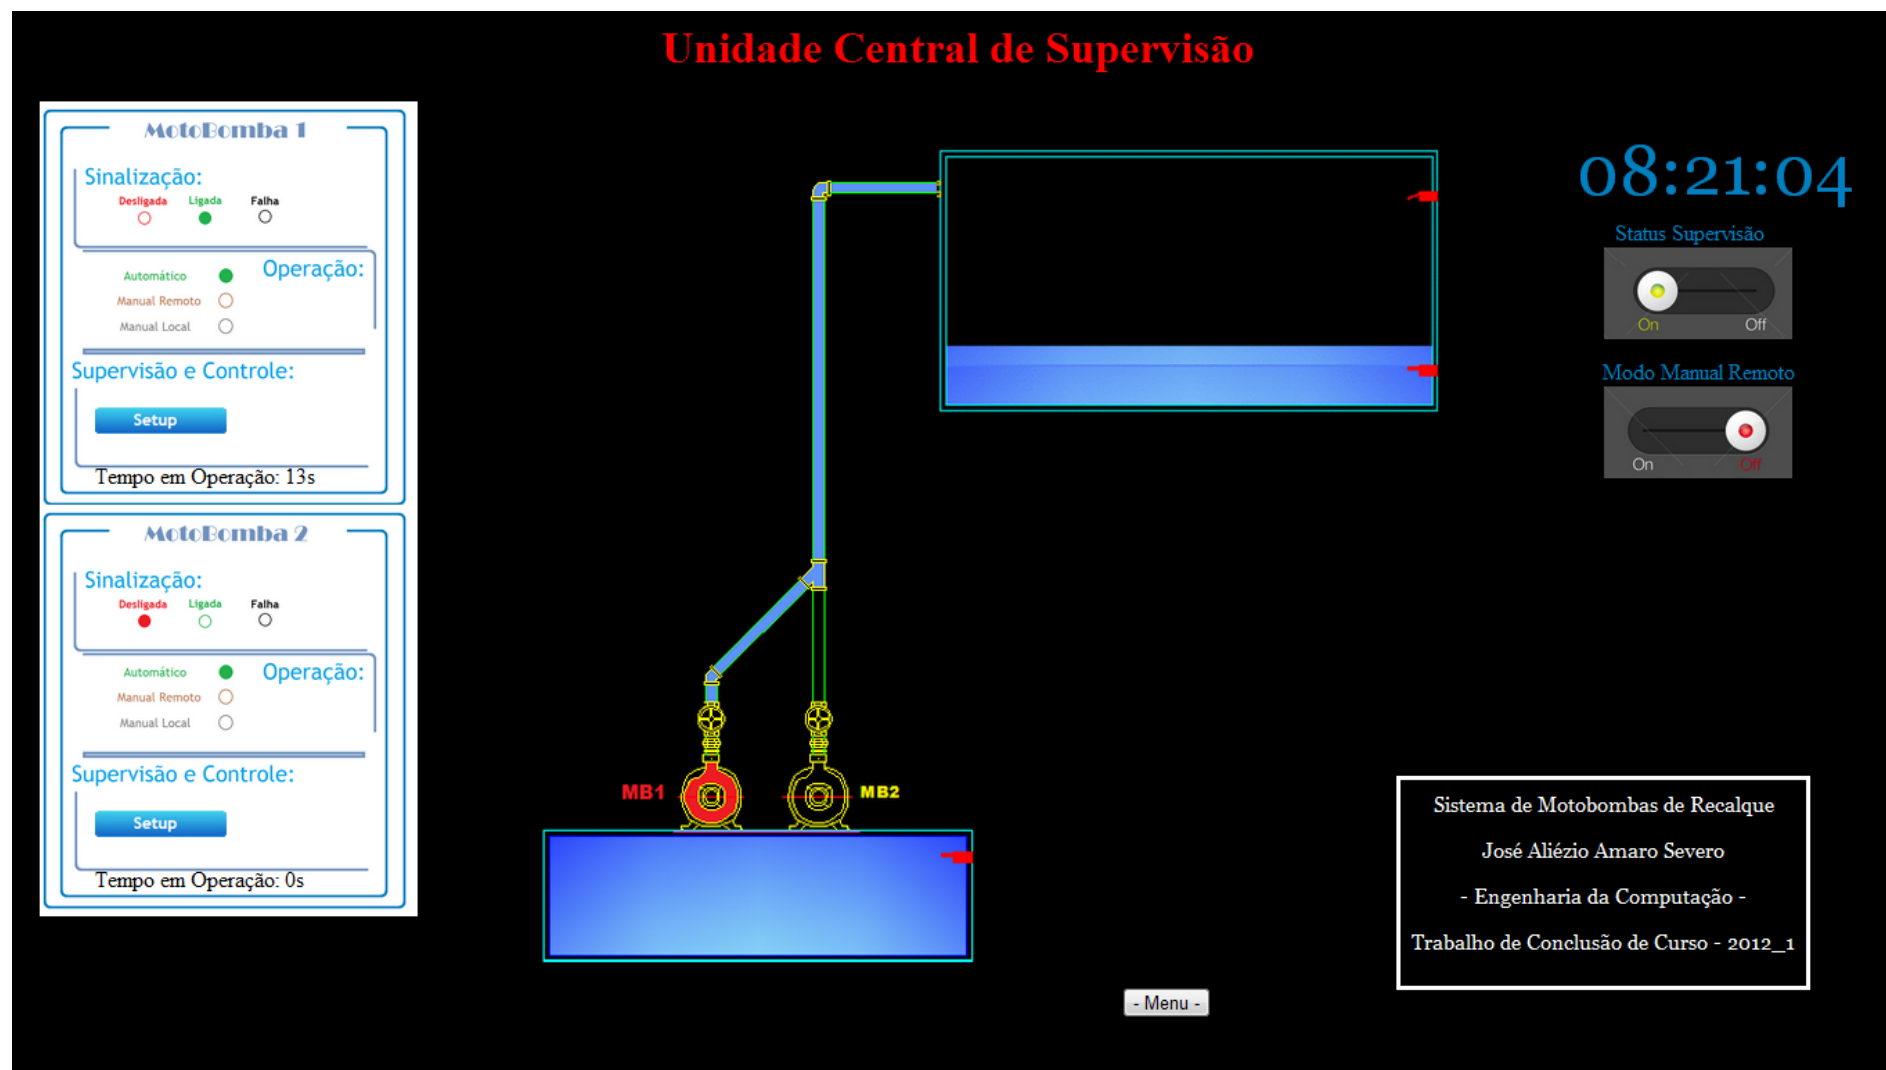 Unidade Central de Supervisão
MotoBomba 1
Sinalização:
Desligada Ligada Falha
Operação:
Automático
Manual Remoto
Manual Local
Supervisão e Controle:
Setup
Tempo em Operação: 13s
MotoBomba 2
Sinalização:
Desligada Ligada Falha
Operação:
Automático
Manual Remoto
Manual Local
Supervisão e Controle:
Setup
Tempo em Operação: 0s
MB1
MB2
08:21:04
Status Supervisão
On Off
Modo Manual Remoto
On Off
Sistema de Motobombas de Recalque
José Aliézio Amaro Severo
- Engenharia da Computação -
Trabalho de Conclusão de Curso - 2012_1
- Menu -